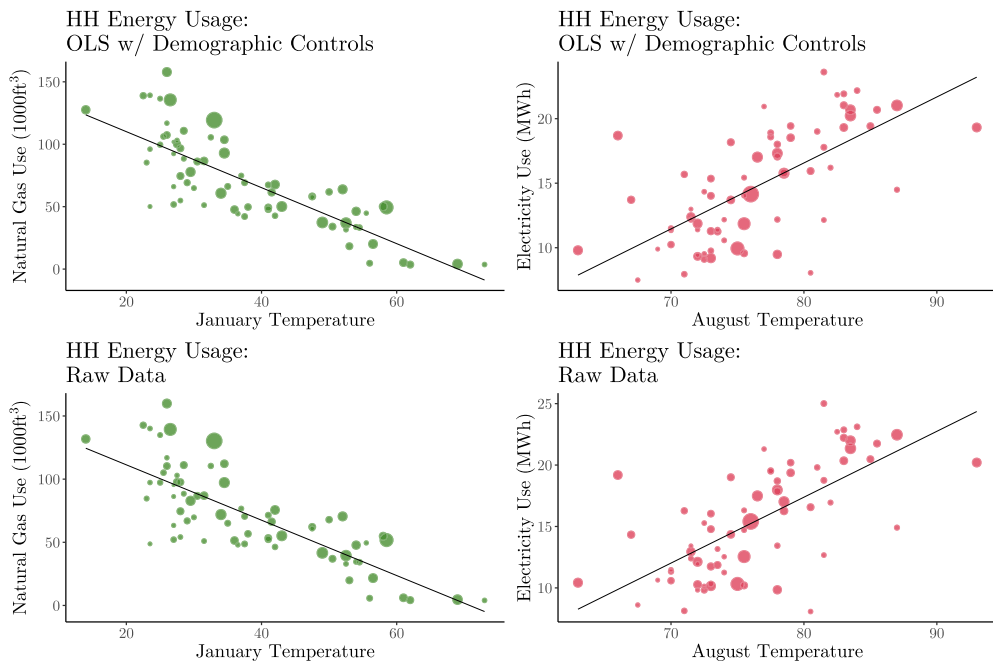 HH Energy Usage:
OLS w/ Demographic Controls
Natural Gas Use (1000ft³)
150
100
50
0
20
40
60
January Temperature
HH Energy Usage:
OLS w/ Demographic Controls
Electricity Use (MWh)
20
15
10
70
80
90
August Temperature
HH Energy Usage:
Raw Data
Natural Gas Use (1000ft³)
150
100
50
0
20
40
60
January Temperature
HH Energy Usage:
Raw Data
Electricity Use (MWh)
25
20
15
10
70
80
90
August Temperature